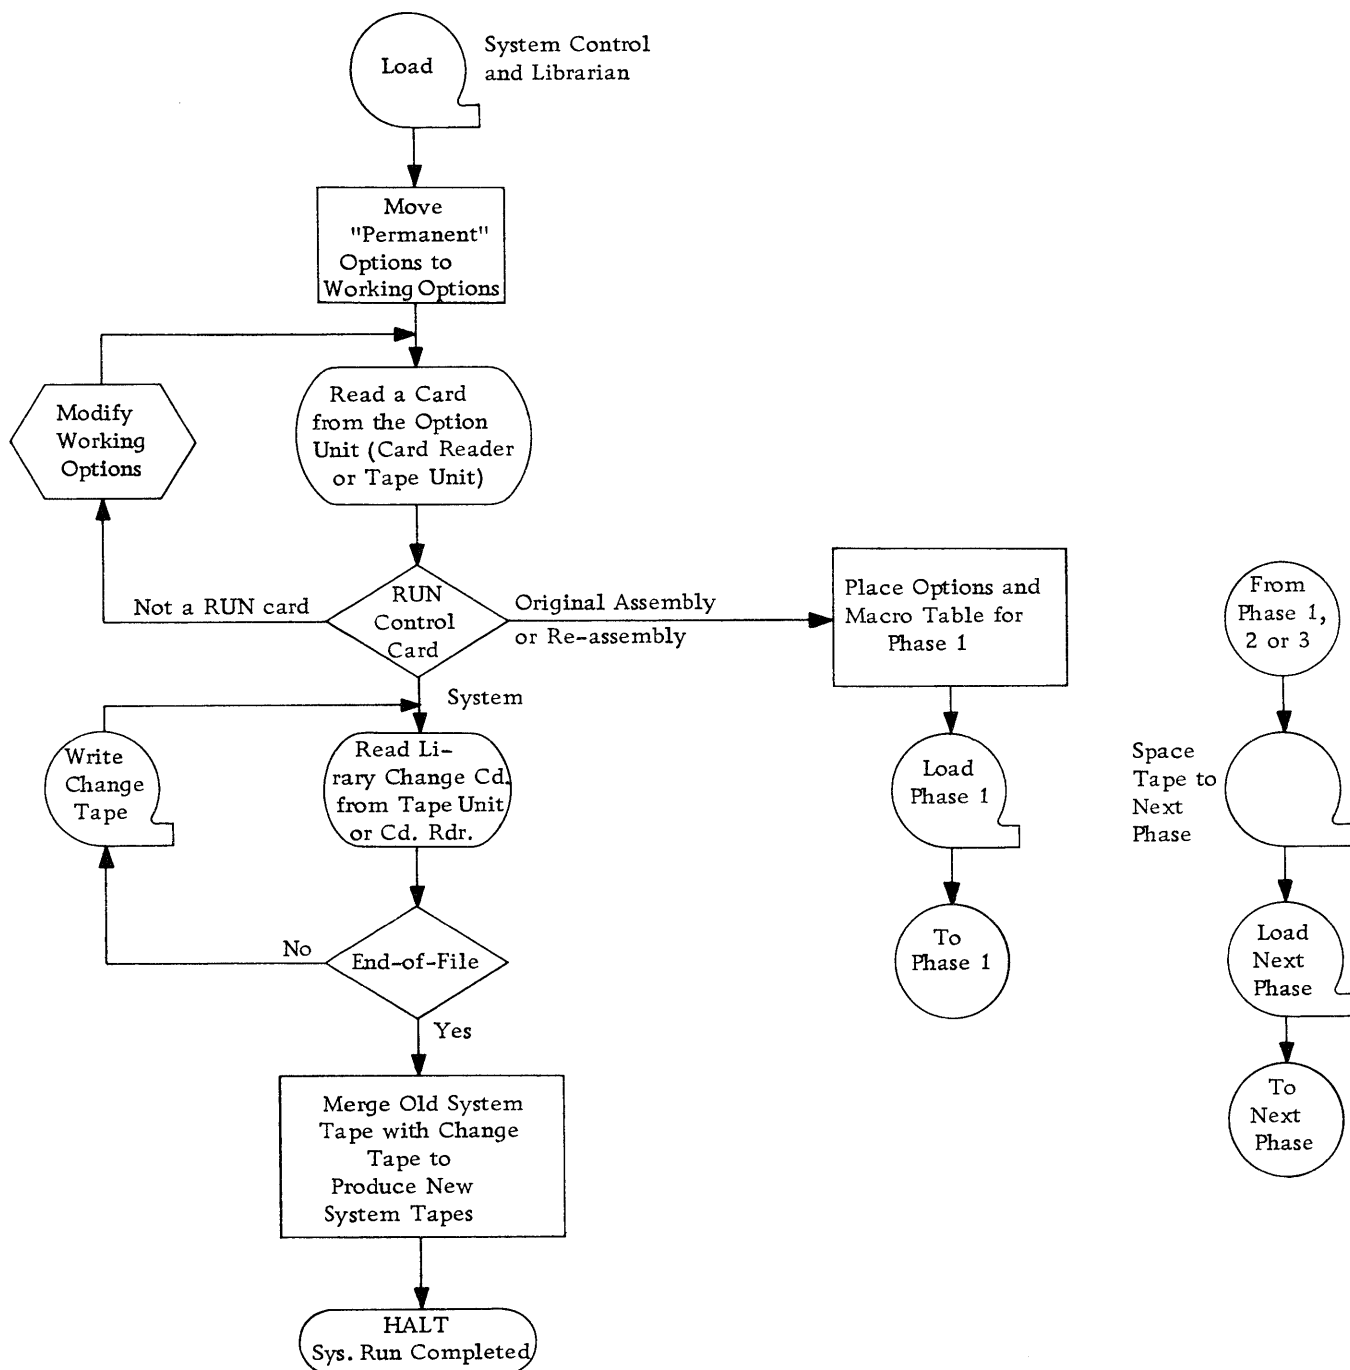 Load
System Control
and Librarian
Move
"Permanent"
Options to
Working Options
Modify
Working
Options
Read a Card
from the Option
Unit (Card Reader
or Tape Unit)
Not a RUN card
RUN
Control
Card
Original Assembly
or Re-assembly
Place Options and
Macro Table for
Phase 1
From
Phase 1,
2 or 3
System
Write
Change
Tape
Read Li-
rary Change Cd.
from Tape Unit
or Cd. Rdr.
Load
Phase 1
Space
Tape to
Next
Phase
No
End-of-File
Yes
To
Phase 1
Load
Next
Phase
Merge Old System
Tape with Change
Tape to
Produce New
System Tapes
To
Next
Phase
HALT
Sys. Run Completed